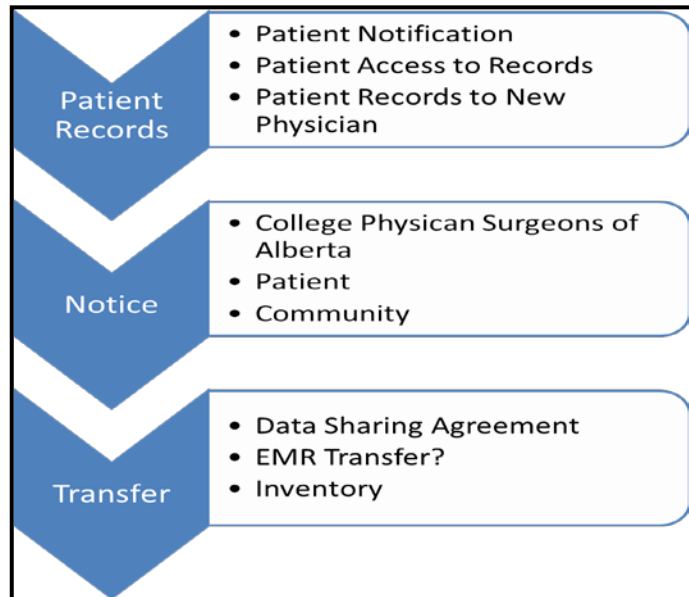 Patient
Records
• Patient Notification
• Patient Access to Records
• Patient Records to New
Physician
Notice
• College Physican Surgeons of
Alberta
• Patient
• Community
Transfer
• Data Sharing Agreement
• EMR Transfer?
• Inventory